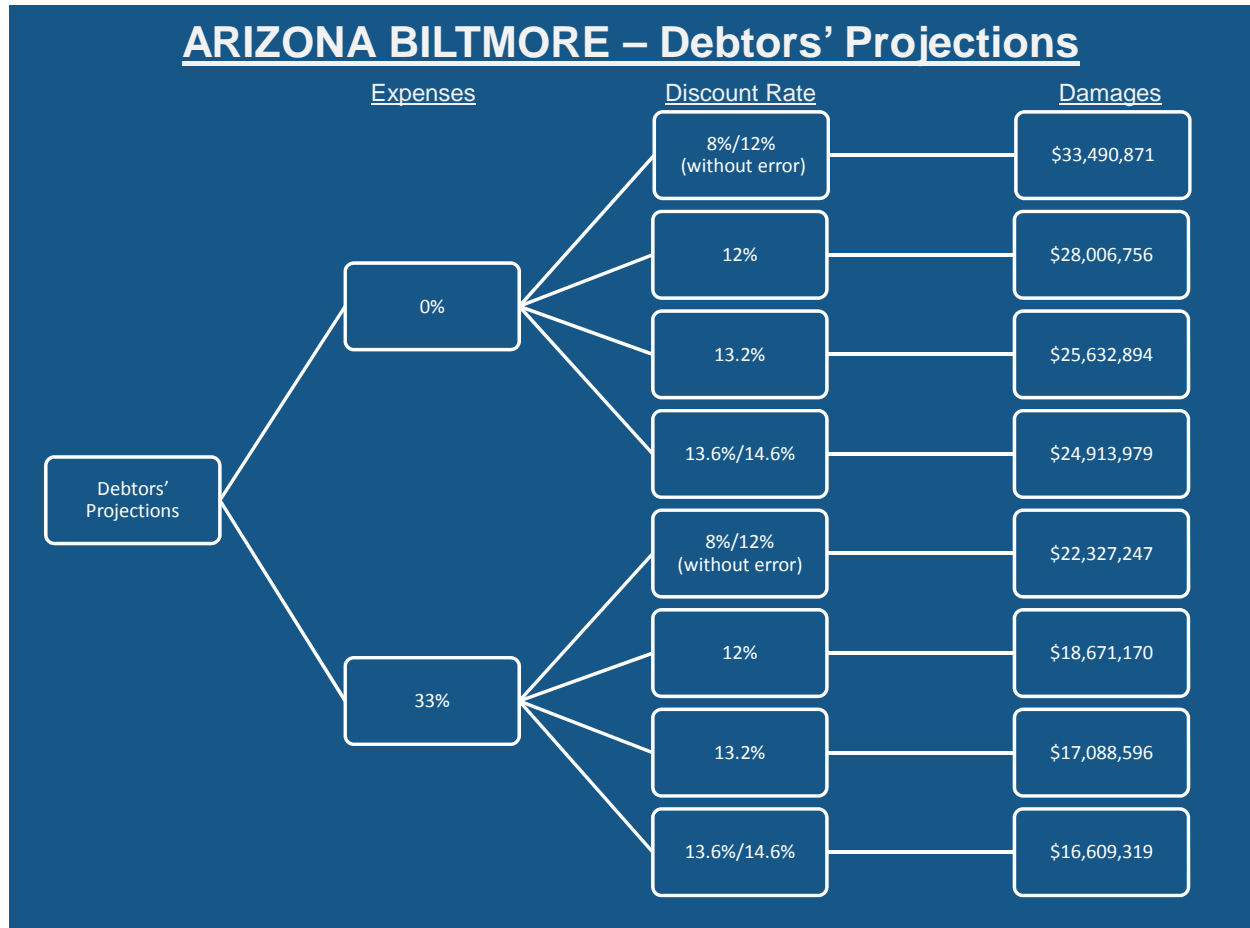 ARIZONA BILTMORE – Debtors' Projections
Expenses
Discount Rate
Damages
Debtors'
Projections
0%
8%/12%
(without error)
$33,490,871
12%
$28,006,756
13.2%
$25,632,894
13.6%/14.6%
$24,913,979
33%
8%/12%
(without error)
$22,327,247
12%
$18,671,170
13.2%
$17,088,596
13.6%/14.6%
$16,609,319